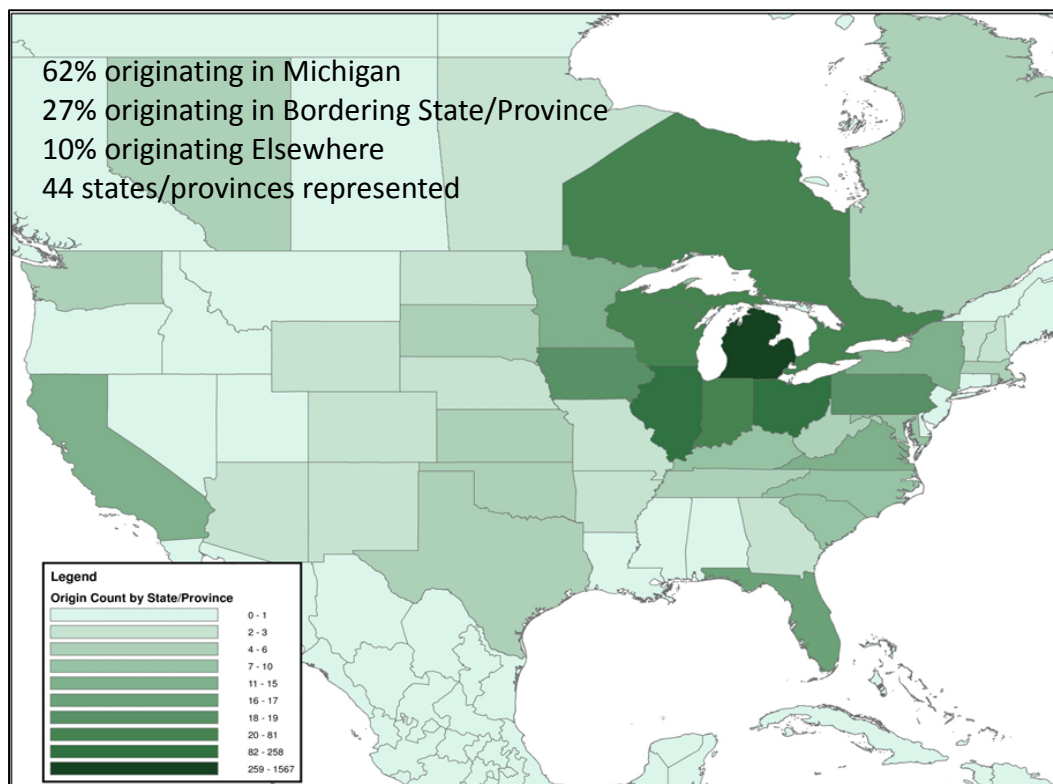 62% originating in Michigan
27% originating in Bordering State/Province
10% originating Elsewhere
44 states/provinces represented
Legend
Origin Count by State/Province
0 - 1
2 - 3
4 - 6
7 - 10
11 - 15
16 - 17
18 - 19
20 - 81
82 - 258
259 - 1567